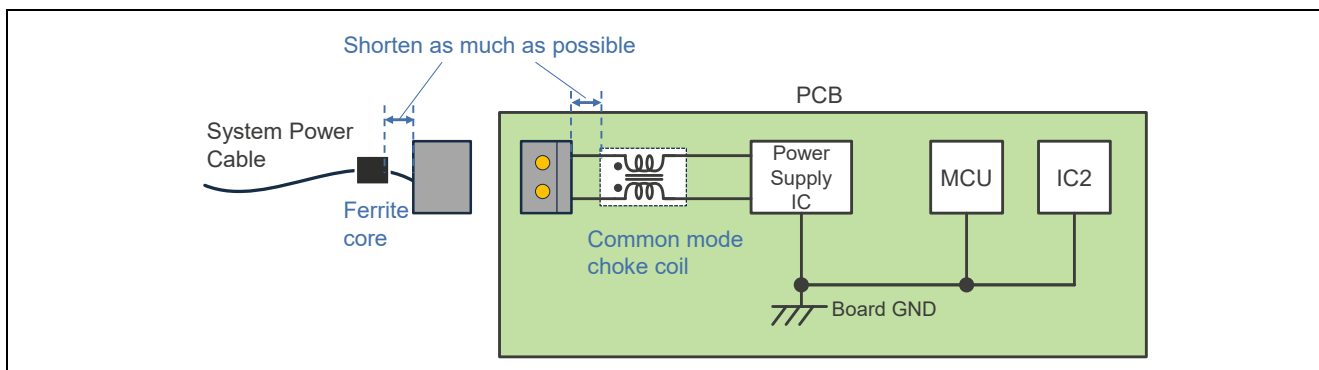 Shorten as much as possible
PCB
System Power
Cable
Ferrite
core
Common mode
choke coil
Power
Supply
IC
MCU
IC2
Board GND